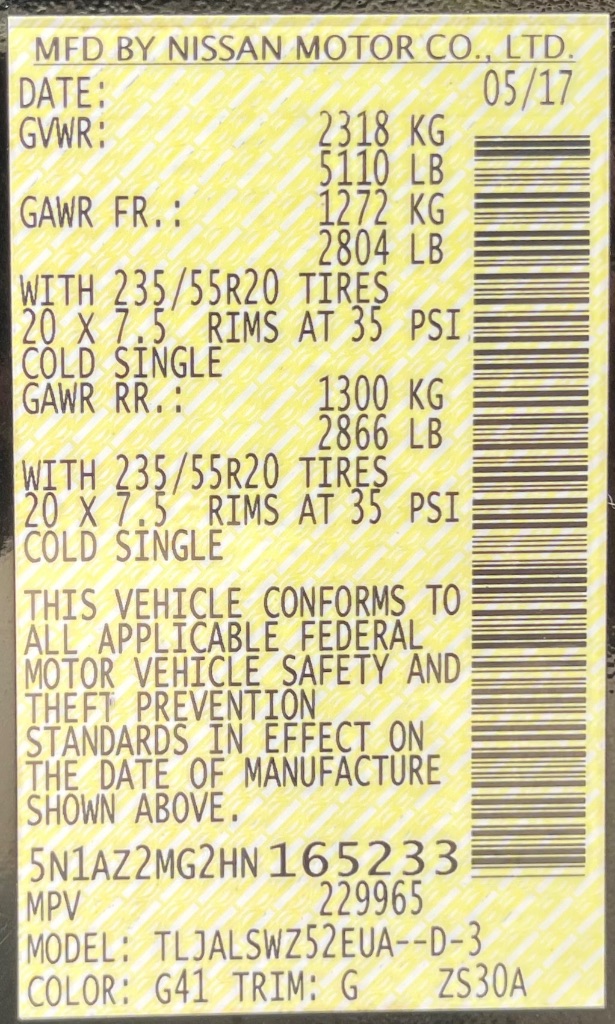 MFD BY NISSAN MOTOR CO., LTD.
DATE: 05/17
GVWR: 2318 KG
5110 LB
GAWR FR.: 1272 KG
2804 LB
WITH 235/55R20 TIRES
20 X 7.5 RIMS AT 35 PSI
COLD SINGLE
GAWR RR.: 1300 KG
2866 LB
WITH 235/55R20 TIRES
20 X 7.5 RIMS AT 35 PSI
COLD SINGLE
THIS VEHICLE CONFORMS TO
ALL APPLICABLE FEDERAL
MOTOR VEHICLE SAFETY AND
THEFT PREVENTION
STANDARDS IN EFFECT ON
THE DATE OF MANUFACTURE
SHOWN ABOVE.
5N1AZ2MG2HN165233
MPV 229965
MODEL: TLJALSWZ52EUA--D-3
COLOR: G41 TRIM: G ZS30A